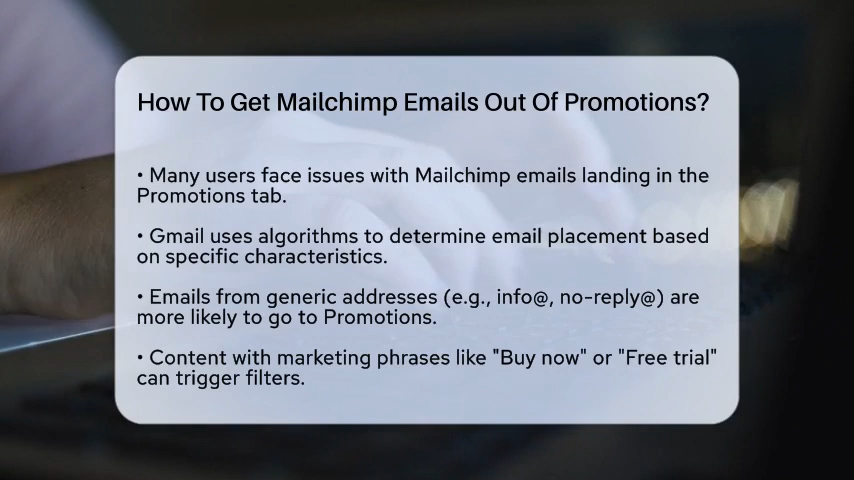 How To Get Mailchimp Emails Out Of Promotions?
• Many users face issues with Mailchimp emails landing in the
Promotions tab.
• Gmail uses algorithms to determine email placement based
on specific characteristics.
• Emails from generic addresses (e.g., info@, no-reply@) are
more likely to go to Promotions.
• Content with marketing phrases like "Buy now" or "Free trial"
can trigger filters.